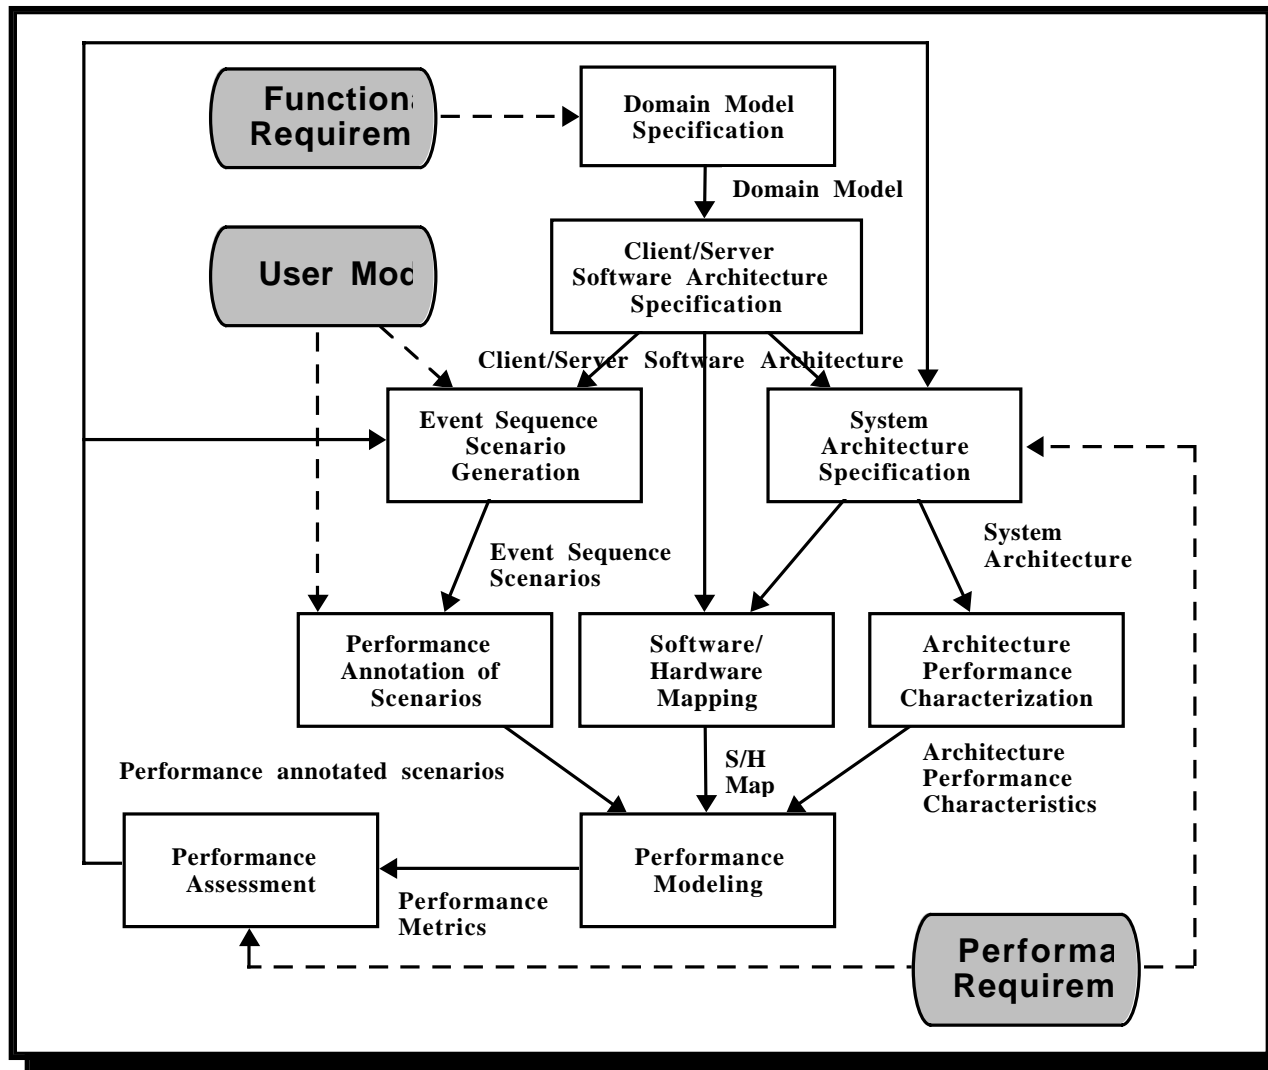 Functiona
Requirem
Domain Model
Specification
Domain Model
User Mod
Client/Server
Software Architecture
Specification
Client/Server Software Architecture
Event Sequence
Scenario
Generation
System
Architecture
Specification
Event Sequence
Scenarios
System
Architecture
Performance
Annotation of
Scenarios
Software/
Hardware
Mapping
Architecture
Performance
Characterization
Performance annotated scenarios
S/H
Map
Architecture
Performance
Characteristics
Performance
Assessment
Performance
Modeling
Performance
Metrics
Performa
Requirem